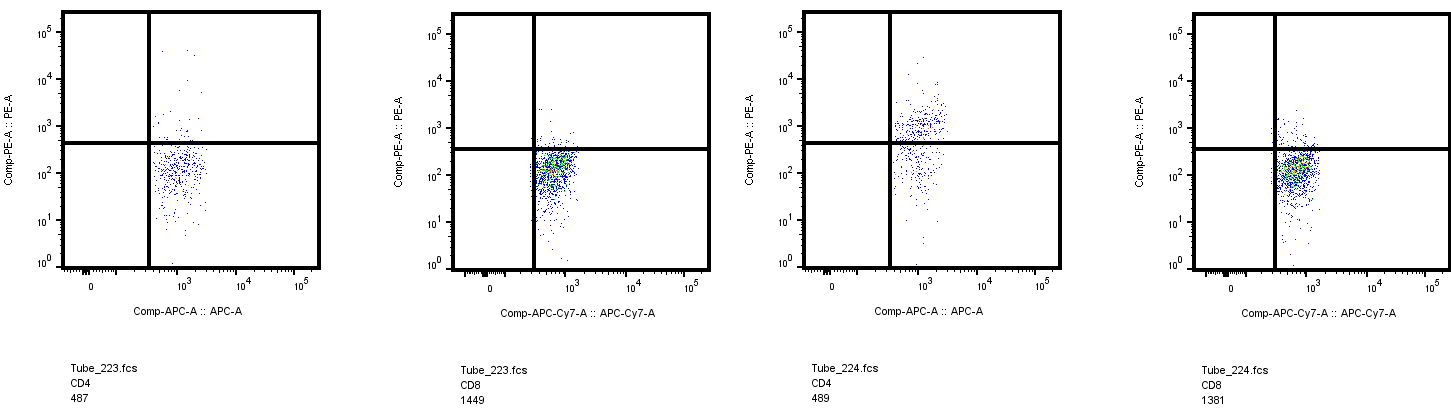 10^5
10^4
10^3
10^2
10^1
10^0
Comp-PE-A :: PE-A
0
10^3
10^4
10^5
Comp-APC-A :: APC-A
Tube_223.fcs
CD4
487
10^5
10^4
10^3
10^2
10^1
10^0
Comp-PE-A :: PE-A
0
10^3
10^4
10^5
Comp-APC-Cy7-A :: APC-Cy7-A
Tube_223.fcs
CD8
1449
10^5
10^4
10^3
10^2
10^1
10^0
Comp-PE-A :: PE-A
0
10^3
10^4
10^5
Comp-APC-A :: APC-A
Tube_224.fcs
CD4
489
10^5
10^4
10^3
10^2
10^1
10^0
Comp-PE-A :: PE-A
0
10^3
10^4
10^5
Comp-APC-Cy7-A :: APC-Cy7-A
Tube_224.fcs
CD8
1381